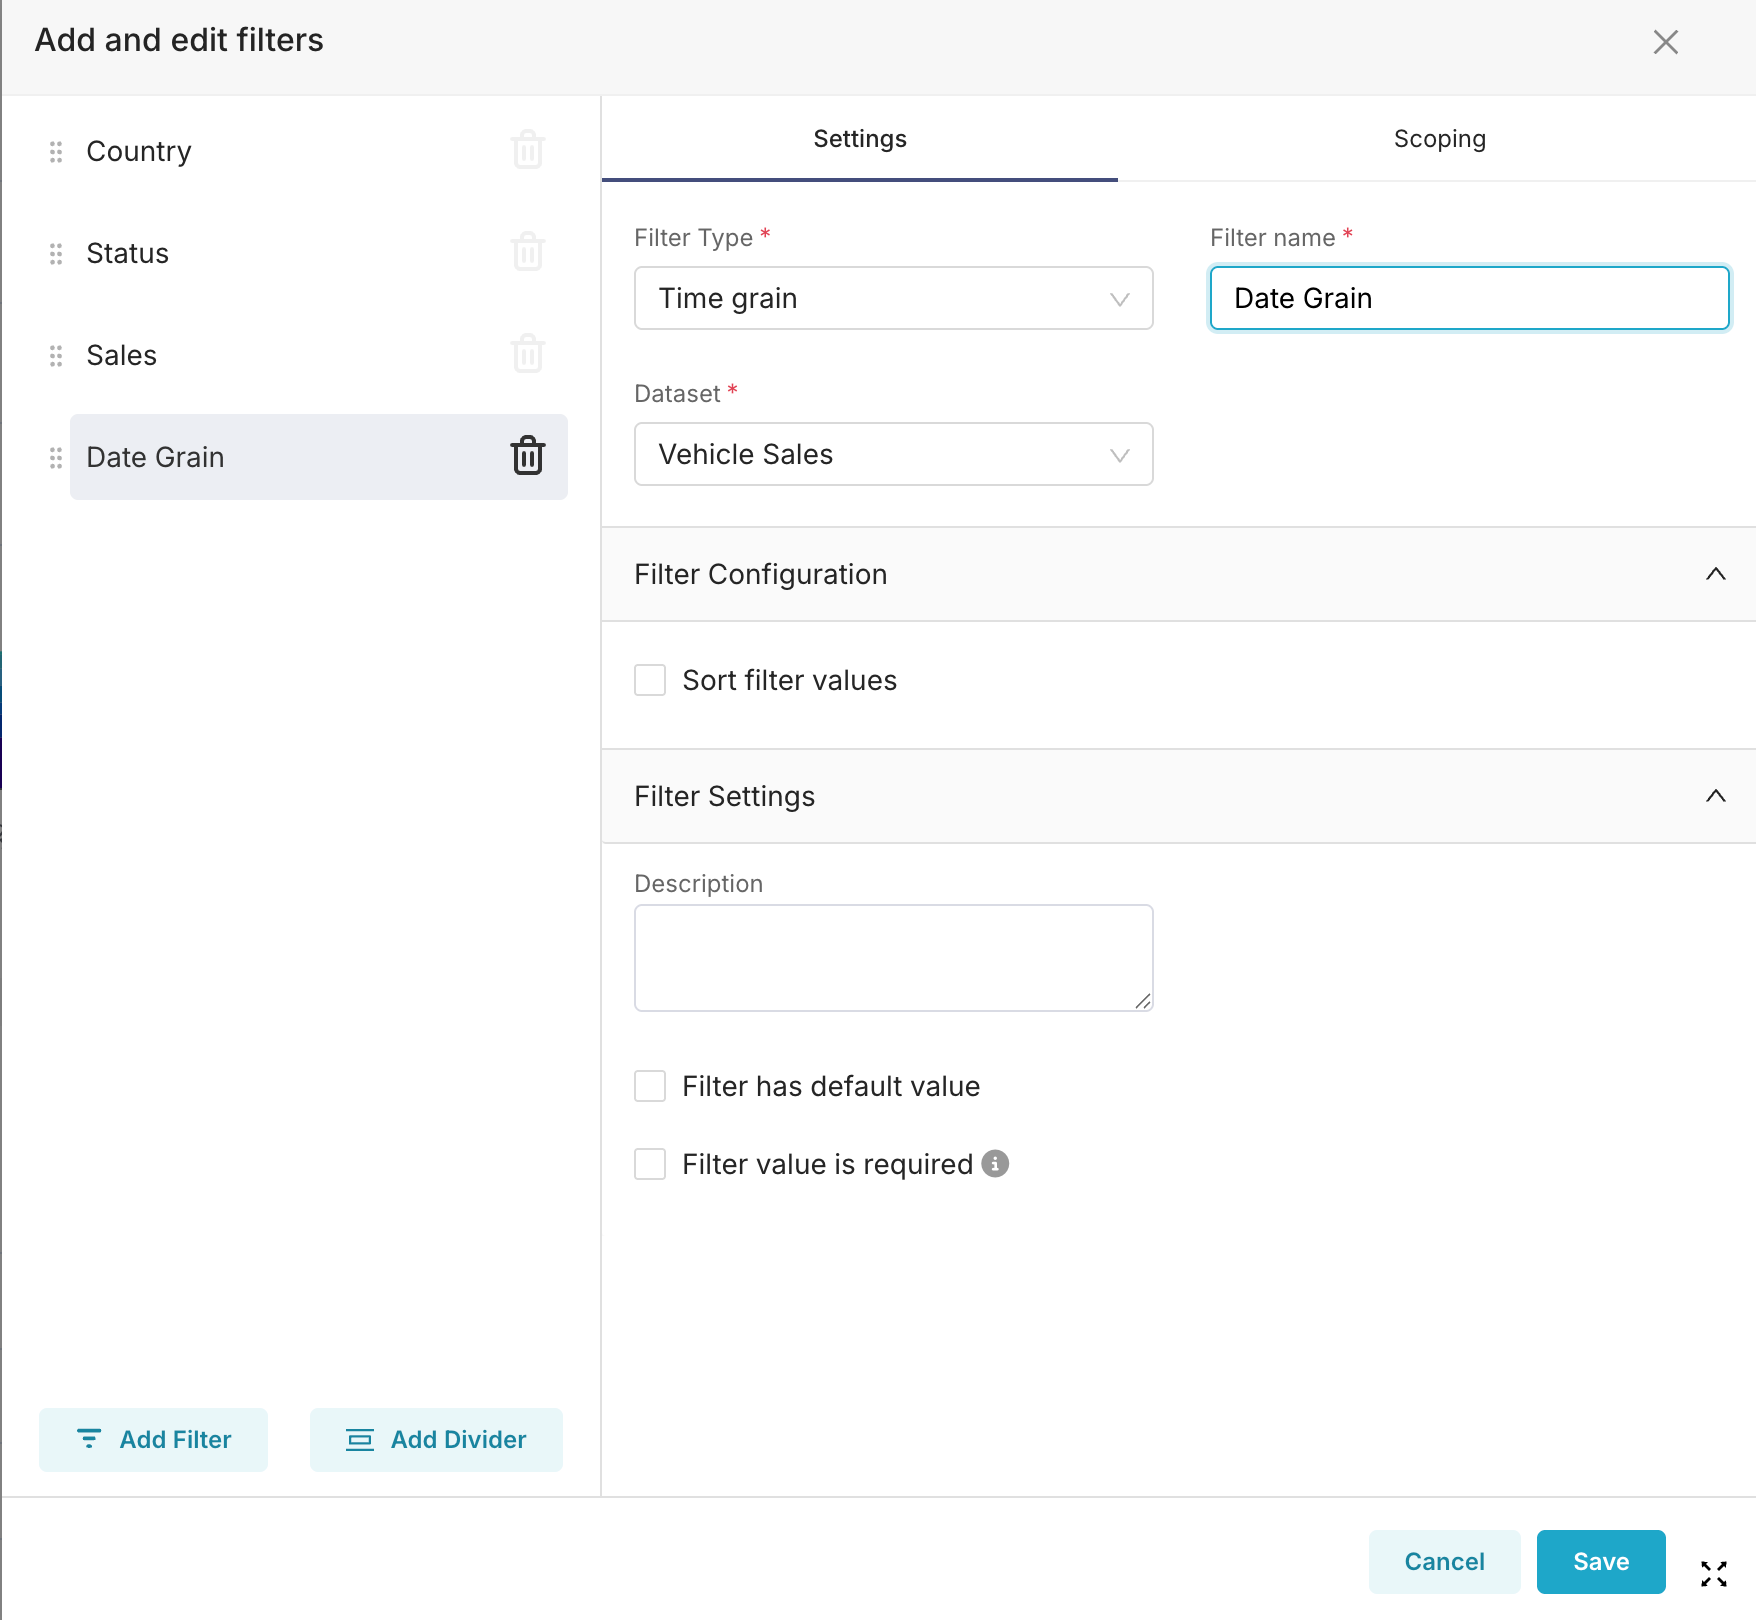 Add and edit filters
Country
Status
Sales
Date Grain
Add Filter
Add Divider
Settings
Scoping
Filter Type *
Filter name *
Time grain
Date Grain
Dataset *
Vehicle Sales
Filter Configuration
Sort filter values
Filter Settings
Description
Filter has default value
Filter value is required
Cancel
Save